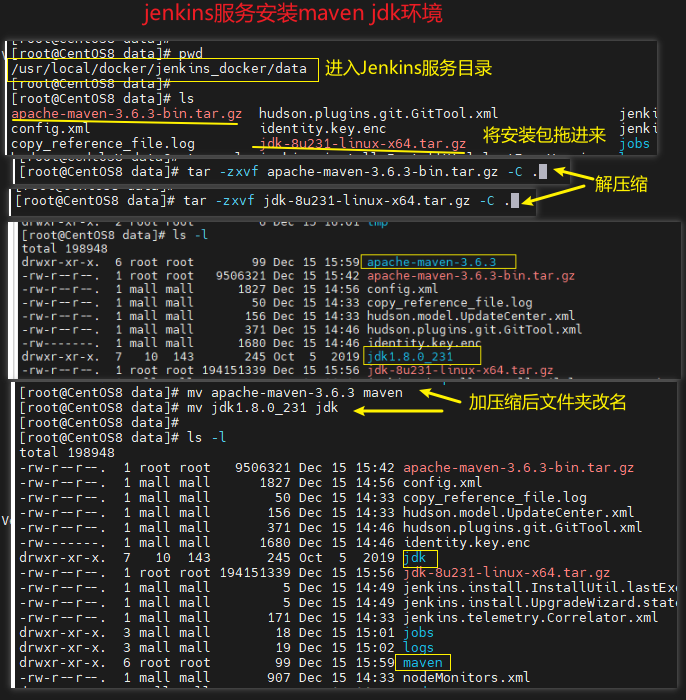 jenkins服务安装maven jdk环境
[root@CentOS8 data]# pwd
/usr/local/docker/jenkins_docker/data
进入Jenkins服务目录
[root@CentOS8 data]#
[root@CentOS8 data]# ls
apache-maven-3.6.3-bin.tar.gz hudson.plugins.git.GitTool.xml jenki
config.xml identity.key.enc jenki
将安装包拖进来
copy_reference_file.log jdk-8u231-linux-x64.tar.gz jobs
[root@CentOS8 data]# tar -zxvf apache-maven-3.6.3-bin.tar.gz -C .
解压缩
[root@CentOS8 data]# tar -zxvf jdk-8u231-linux-x64.tar.gz -C .
drwxr-xr-x. 2 root root 6 Dec 15 16:01 tmp
[root@CentOS8 data]# ls -l
total 198948
drwxr-xr-x. 6 root root 99 Dec 15 15:59 apache-maven-3.6.3
-rw-r--r--. 1 root root 9506321 Dec 15 15:42 apache-maven-3.6.3-bin.tar.gz
-rw-r--r--. 1 mall mall 1827 Dec 15 14:56 config.xml
-rw-r--r--. 1 mall mall 50 Dec 15 14:33 copy_reference_file.log
-rw-r--r--. 1 mall mall 156 Dec 15 14:33 hudson.model.UpdateCenter.xml
-rw-r--r--. 1 mall mall 371 Dec 15 14:46 hudson.plugins.git.GitTool.xml
-rw-------. 1 mall mall 1680 Dec 15 14:46 identity.key.enc
drwxr-xr-x. 7 10 143 245 Oct 5 2019 jdk1.8.0_231
-rw-r--r--. 1 root root 194151339 Dec 15 15:56 jdk-8u231-linux-x64.tar.gz
[root@CentOS8 data]# mv apache-maven-3.6.3 maven
[root@CentOS8 data]# mv jdk1.8.0_231 jdk
加压缩后文件夹改名
[root@CentOS8 data]#
[root@CentOS8 data]# ls -l
total 198948
-rw-r--r--. 1 root root 9506321 Dec 15 15:42 apache-maven-3.6.3-bin.tar.gz
-rw-r--r--. 1 mall mall 1827 Dec 15 14:56 config.xml
-rw-r--r--. 1 mall mall 50 Dec 15 14:33 copy_reference_file.log
-rw-r--r--. 1 mall mall 156 Dec 15 14:33 hudson.model.UpdateCenter.xml
-rw-r--r--. 1 mall mall 371 Dec 15 14:46 hudson.plugins.git.GitTool.xml
-rw-------. 1 mall mall 1680 Dec 15 14:46 identity.key.enc
drwxr-xr-x. 7 10 143 245 Oct 5 2019 jdk
-rw-r--r--. 1 root root 194151339 Dec 15 15:56 jdk-8u231-linux-x64.tar.gz
-rw-r--r--. 1 mall mall 5 Dec 15 14:49 jenkins.install.InstallUtil.lastExe
-rw-r--r--. 1 mall mall 5 Dec 15 14:49 jenkins.install.UpgradeWizard.state
-rw-r--r--. 1 mall mall 171 Dec 15 14:33 jenkins.telemetry.Correlator.xml
drwxr-xr-x. 3 mall mall 18 Dec 15 15:01 jobs
drwxr-xr-x. 3 mall mall 19 Dec 15 15:02 logs
drwxr-xr-x. 6 root root 99 Dec 15 15:59 maven
-rw-r--r--. 1 mall mall 907 Dec 15 14:33 nodeMonitors.xml